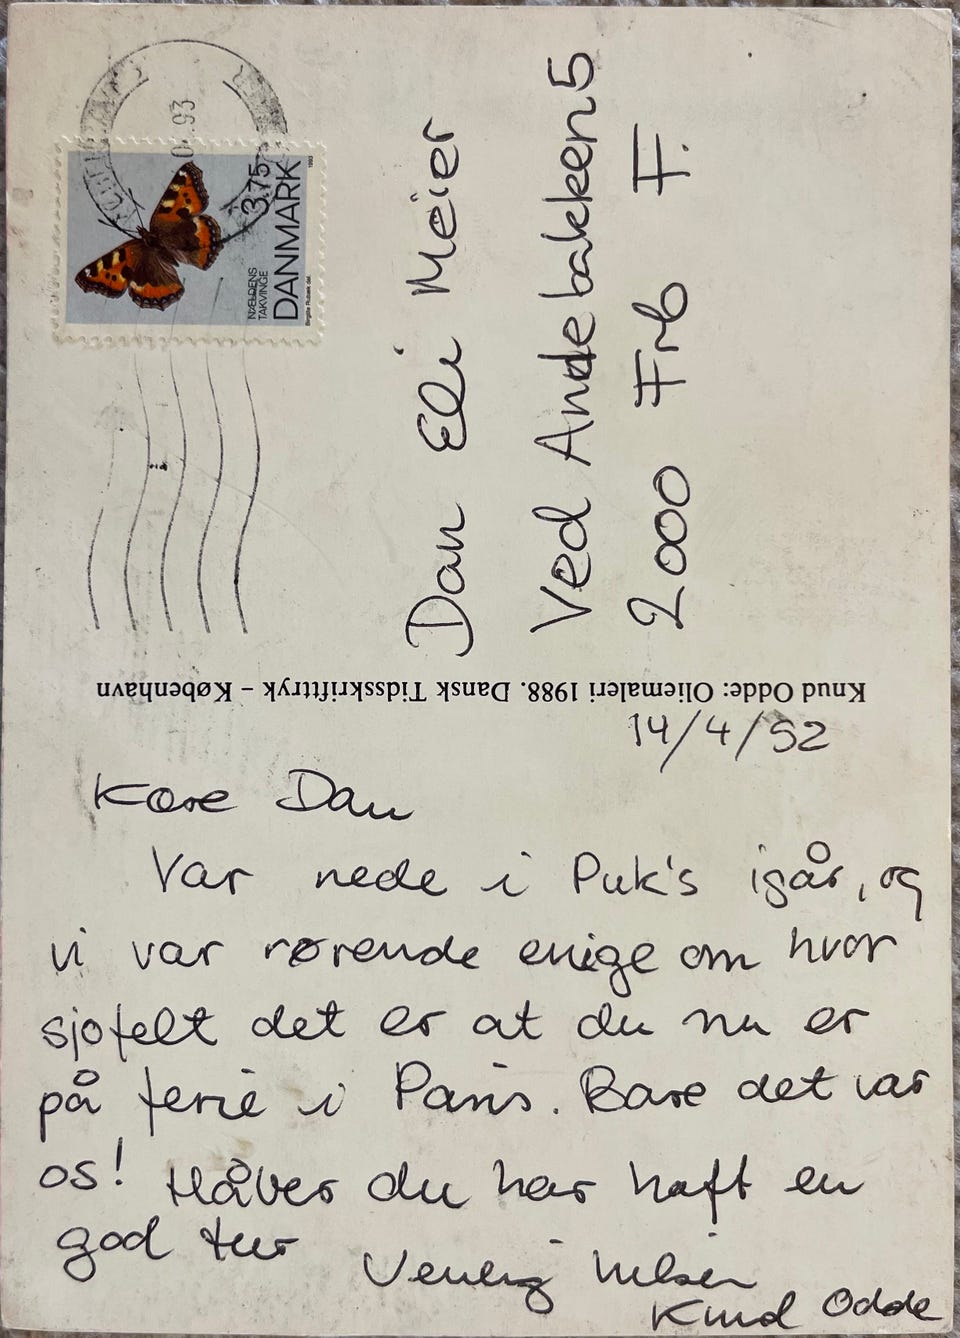 93
3.75
DANMARK
1993
NÆLDENS
TAKVINGE
Dan Eli Meier
Ved Andebakken 5
2000 Frb F.
Knud Odde: Oliemaleri 1988. Dansk Tidsskrifttryk – København
14/4/92
Kære Dan
Var nede i Puk's igår, og
vi var rørende enige om hvor
sjofelt det er at du nu er
på ferie i Paris. Bare det var
os! Håber du har haft en
god tur
Venlig hilsen
Knud Odde